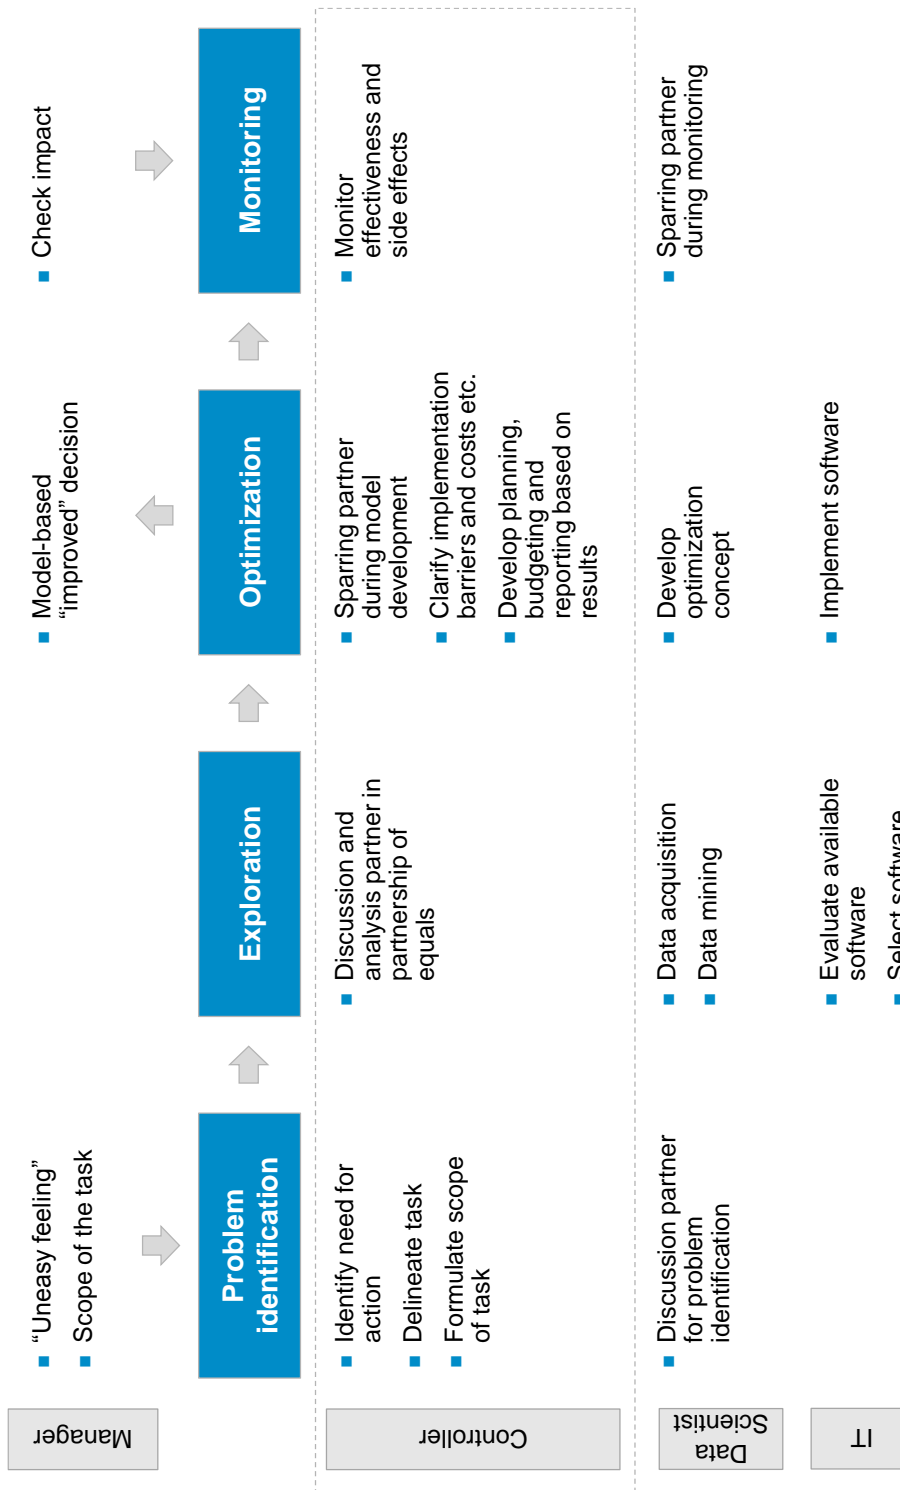 Manager
■ “Uneasy feeling”
■ Scope of the task
■ Model-based
“improved” decision
■ Check impact
Problem
identification
Exploration
Optimization
Monitoring
Controller
■ Identify need for
action
■ Delineate task
■ Formulate scope
of task
■ Discussion and
analysis partner in
partnership of
equals
■ Sparring partner
during model
development
■ Clarify implementation
barriers and costs etc.
■ Develop planning,
budgeting and
reporting based on
results
■ Monitor
effectiveness and
side effects
Data
Scientist
■ Discussion partner
for problem
identification
■ Data acquisition
■ Data mining
■ Develop
optimization
concept
■ Sparring partner
during monitoring
IT
■ Evaluate available
software
■ Select software
■ Implement software